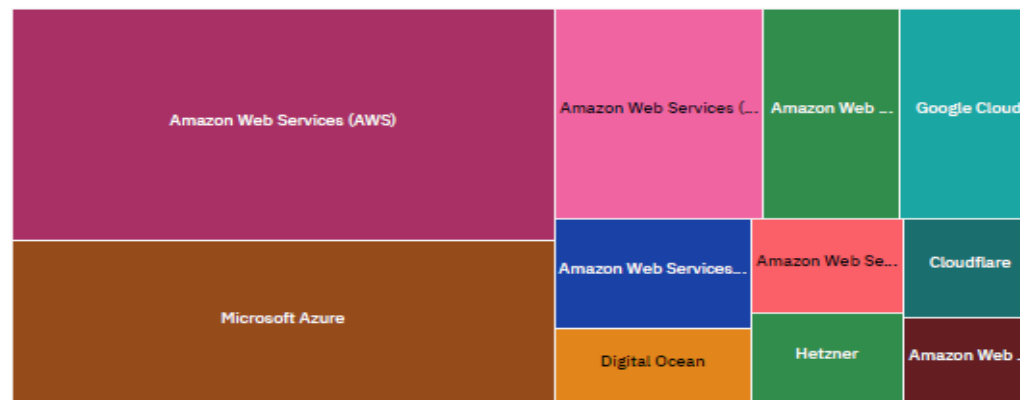 Amazon Web Services (AWS)
Amazon Web Services (...
Amazon Web ...
Google Cloud
Microsoft Azure
Amazon Web Services...
Amazon Web Se...
Cloudflare
Digital Ocean
Hetzner
Amazon Web .